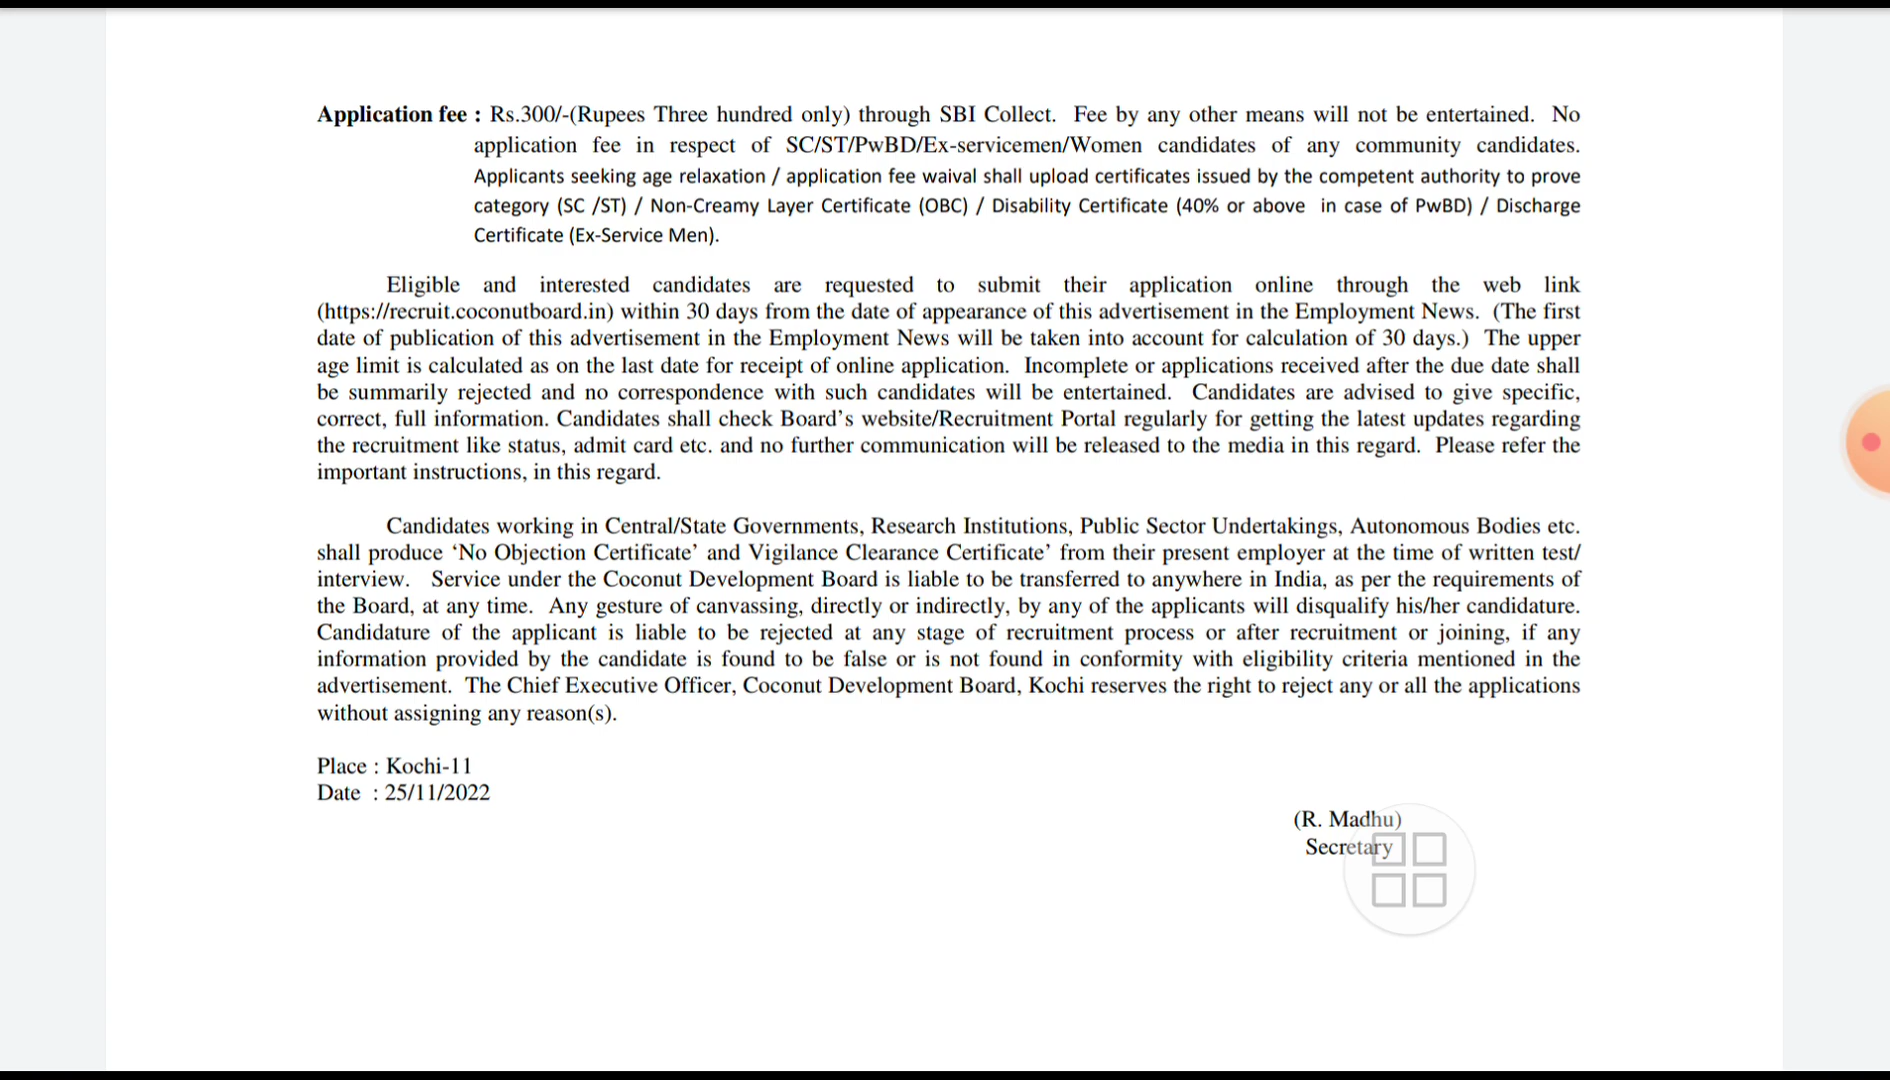 Application fee : Rs.300/-(Rupees Three hundred only) through SBI Collect. Fee by any other means will not be entertained. No
application fee in respect of SC/ST/PwBD/Ex-servicemen/Women candidates of any community candidates.
Applicants seeking age relaxation / application fee waival shall upload certificates issued by the competent authority to prove
category (SC /ST) / Non-Creamy Layer Certificate (OBC) / Disability Certificate (40% or above in case of PwBD) / Discharge
Certificate (Ex-Service Men).
Eligible and interested candidates are requested to submit their application online through the web link
(https://recruit.coconutboard.in) within 30 days from the date of appearance of this advertisement in the Employment News. (The first
date of publication of this advertisement in the Employment News will be taken into account for calculation of 30 days.) The upper
age limit is calculated as on the last date for receipt of online application. Incomplete or applications received after the due date shall
be summarily rejected and no correspondence with such candidates will be entertained. Candidates are advised to give specific,
correct, full information. Candidates shall check Board’s website/Recruitment Portal regularly for getting the latest updates regarding
the recruitment like status, admit card etc. and no further communication will be released to the media in this regard. Please refer the
important instructions, in this regard.
Candidates working in Central/State Governments, Research Institutions, Public Sector Undertakings, Autonomous Bodies etc.
shall produce ‘No Objection Certificate’ and Vigilance Clearance Certificate’ from their present employer at the time of written test/
interview. Service under the Coconut Development Board is liable to be transferred to anywhere in India, as per the requirements of
the Board, at any time. Any gesture of canvassing, directly or indirectly, by any of the applicants will disqualify his/her candidature.
Candidature of the applicant is liable to be rejected at any stage of recruitment process or after recruitment or joining, if any
information provided by the candidate is found to be false or is not found in conformity with eligibility criteria mentioned in the
advertisement. The Chief Executive Officer, Coconut Development Board, Kochi reserves the right to reject any or all the applications
without assigning any reason(s).
Place : Kochi-11
Date : 25/11/2022
(R. Madhu)
Secretary